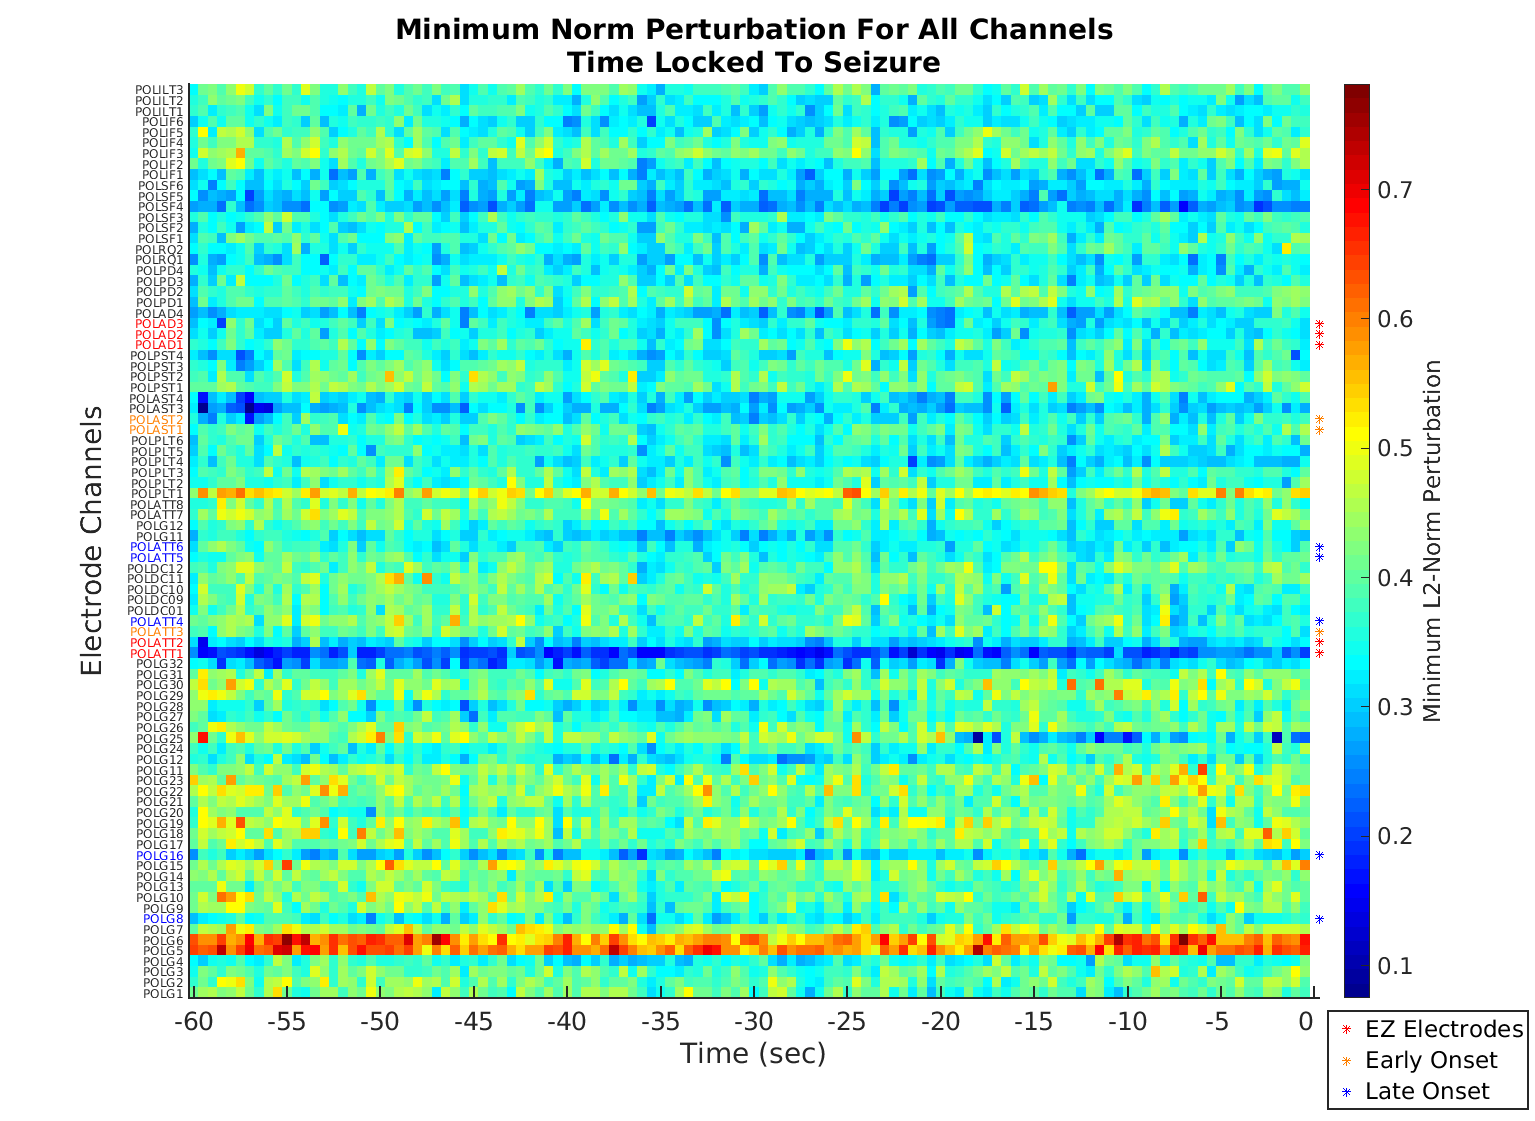 Minimum Norm Perturbation For All Channels
Time Locked To Seizure
Electrode Channels
POLILT3
POLILT2
POLILT1
POLIF6
POLIF5
POLIF4
POLIF3
POLIF2
POLIF1
POLSF6
POLSF5
POLSF4
POLSF3
POLSF2
POLSF1
POLRQ2
POLRQ1
POLPD4
POLPD3
POLPD2
POLPD1
POLAD4
POLAD3
POLAD2
POLAD1
POLPST4
POLPST3
POLPST2
POLPST1
POLAST4
POLAST3
POLAST2
POLAST1
POLPLT6
POLPLT5
POLPLT4
POLPLT3
POLPLT2
POLPLT1
POLATT8
POLATT7
POLG12
POLG11
POLATT6
POLATT5
POLDC12
POLDC11
POLDC10
POLDC09
POLDC01
POLATT4
POLATT3
POLATT2
POLATT1
POLG32
POLG31
POLG30
POLG29
POLG28
POLG27
POLG26
POLG25
POLG24
POLG12
POLG11
POLG23
POLG22
POLG21
POLG20
POLG19
POLG18
POLG17
POLG16
POLG15
POLG14
POLG13
POLG10
POLG9
POLG8
POLG7
POLG6
POLG5
POLG4
POLG3
POLG2
POLG1
-60 -55 -50 -45 -40 -35 -30 -25 -20 -15 -10 -5 0
Time (sec)
0.7
0.6
0.5
0.4
0.3
0.2
0.1
Minimum L2-Norm Perturbation
EZ Electrodes
Early Onset
Late Onset